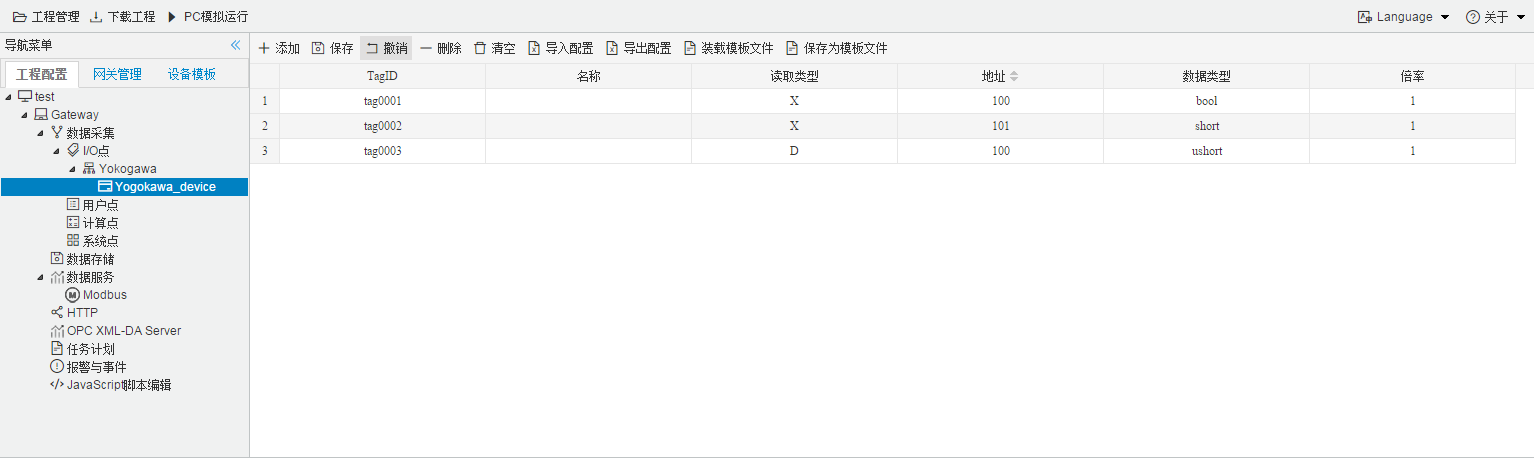 工程管理 下载工程 PC模拟运行 Language 关于
导航菜单
工程配置 网关管理 设备模板
test
Gateway
数据采集
I/O点
Yokogawa
Yogokawa_device
用户点
计算点
系统点
数据存储
数据服务
Modbus
HTTP
OPC XML-DA Server
任务计划
报警与事件
JavaScript脚本编辑
添加 保存 撤销 删除 清空 导入配置 导出配置 装载模板文件 保存为模板文件
TagID 名称 读取类型 地址 数据类型 倍率
1 tag0001 X 100 bool 1
2 tag0002 X 101 short 1
3 tag0003 D 100 ushort 1